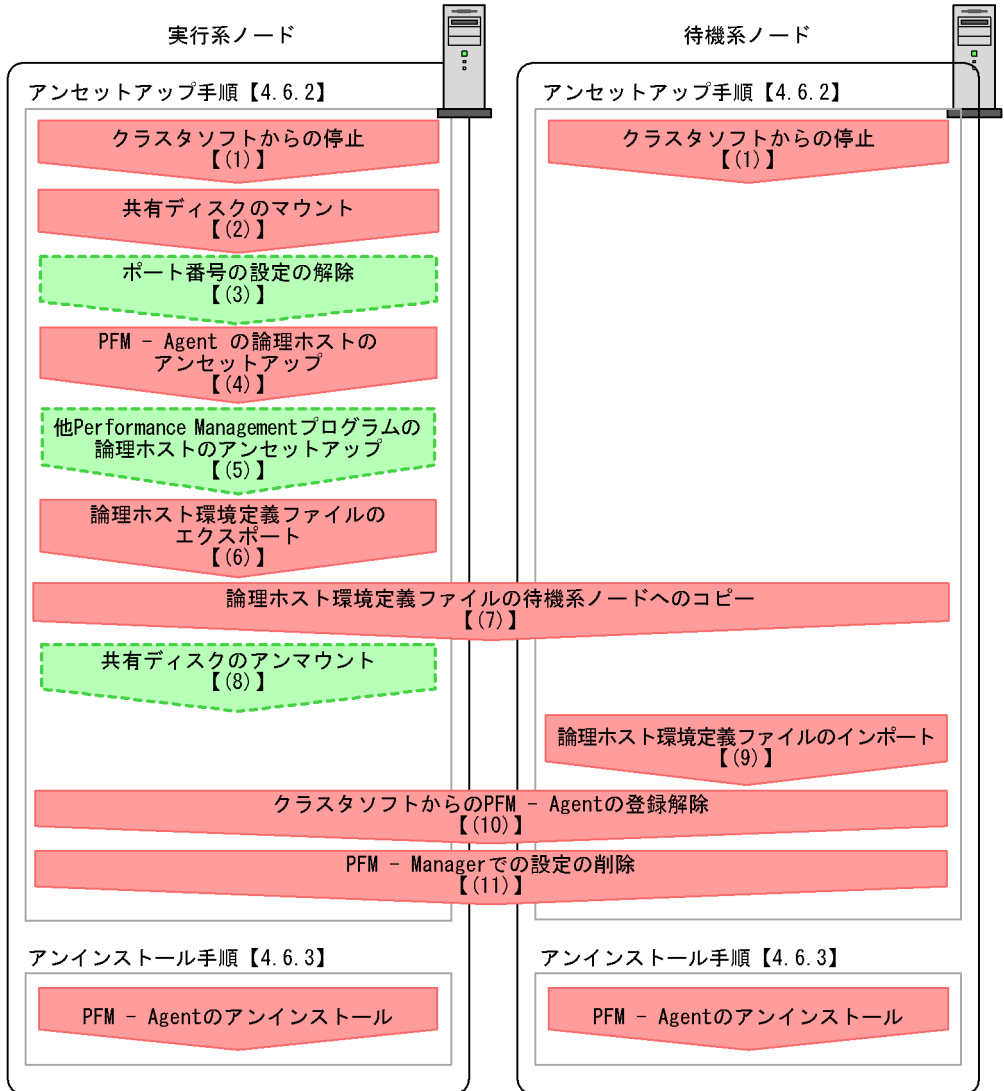 実行系ノード
待機系ノード
アンセットアップ手順【4.6.2】
アンセットアップ手順【4.6.2】
クラスタソフトからの停止
【(1)】
クラスタソフトからの停止
【(1)】
共有ディスクのマウント
【(2)】
ポート番号の設定の解除
【(3)】
PFM - Agent の論理ホストの
アンセットアップ
【(4)】
他Performance Managementプログラムの
論理ホストのアンセットアップ
【(5)】
論理ホスト環境定義ファイルの
エクスポート
【(6)】
論理ホスト環境定義ファイルの待機系ノードへのコピー
【(7)】
共有ディスクのアンマウント
【(8)】
論理ホスト環境定義ファイルのインポート
【(9)】
クラスタソフトからのPFM - Agentの登録解除
【(10)】
PFM - Managerでの設定の削除
【(11)】
アンインストール手順【4.6.3】
アンインストール手順【4.6.3】
PFM - Agentのアンインストール
PFM - Agentのアンインストール